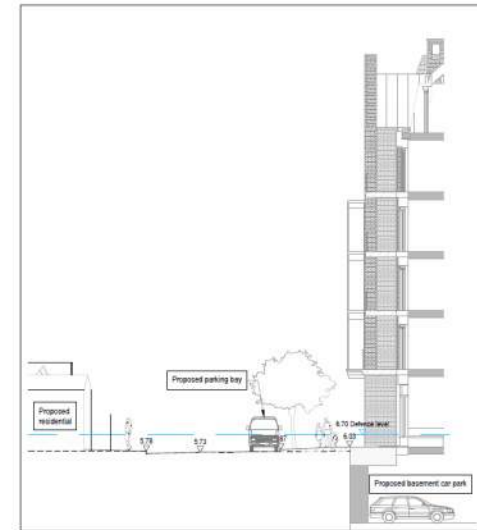 Proposed parking bay
Proposed
residential
6.70 Defence level
5.78
5.73
6.03
Proposed basement car park